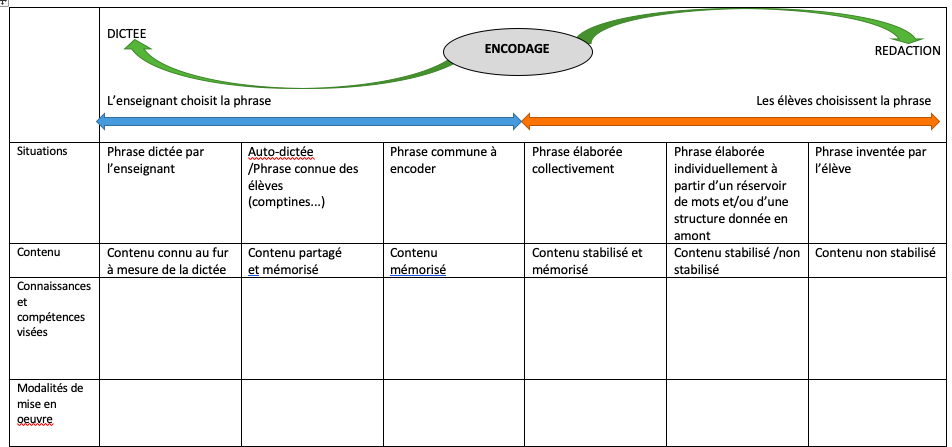 DICTEE
ENCODAGE
REDACTION
L'enseignant choisit la phrase
Les élèves choisissent la phrase
Situations
Phrase dictée par
l'enseignant
Auto-dictée
/Phrase connue des
élèves
(comptines...)
Phrase commune à
encoder
Phrase élaborée
collectivement
Phrase élaborée
individuellement à
partir d'un réservoir
de mots et/ou d'une
structure donnée en
amont
Phrase inventée par
l'élève
Contenu
Contenu connu au fur
à mesure de la dictée
Contenu partagé
et mémorisé
Contenu
mémorisé
Contenu stabilisé et
mémorisé
Contenu stabilisé /non
stabilisé
Contenu non stabilisé
Connaissances
et
compétences
visées
Modalités de
mise en
oeuvre